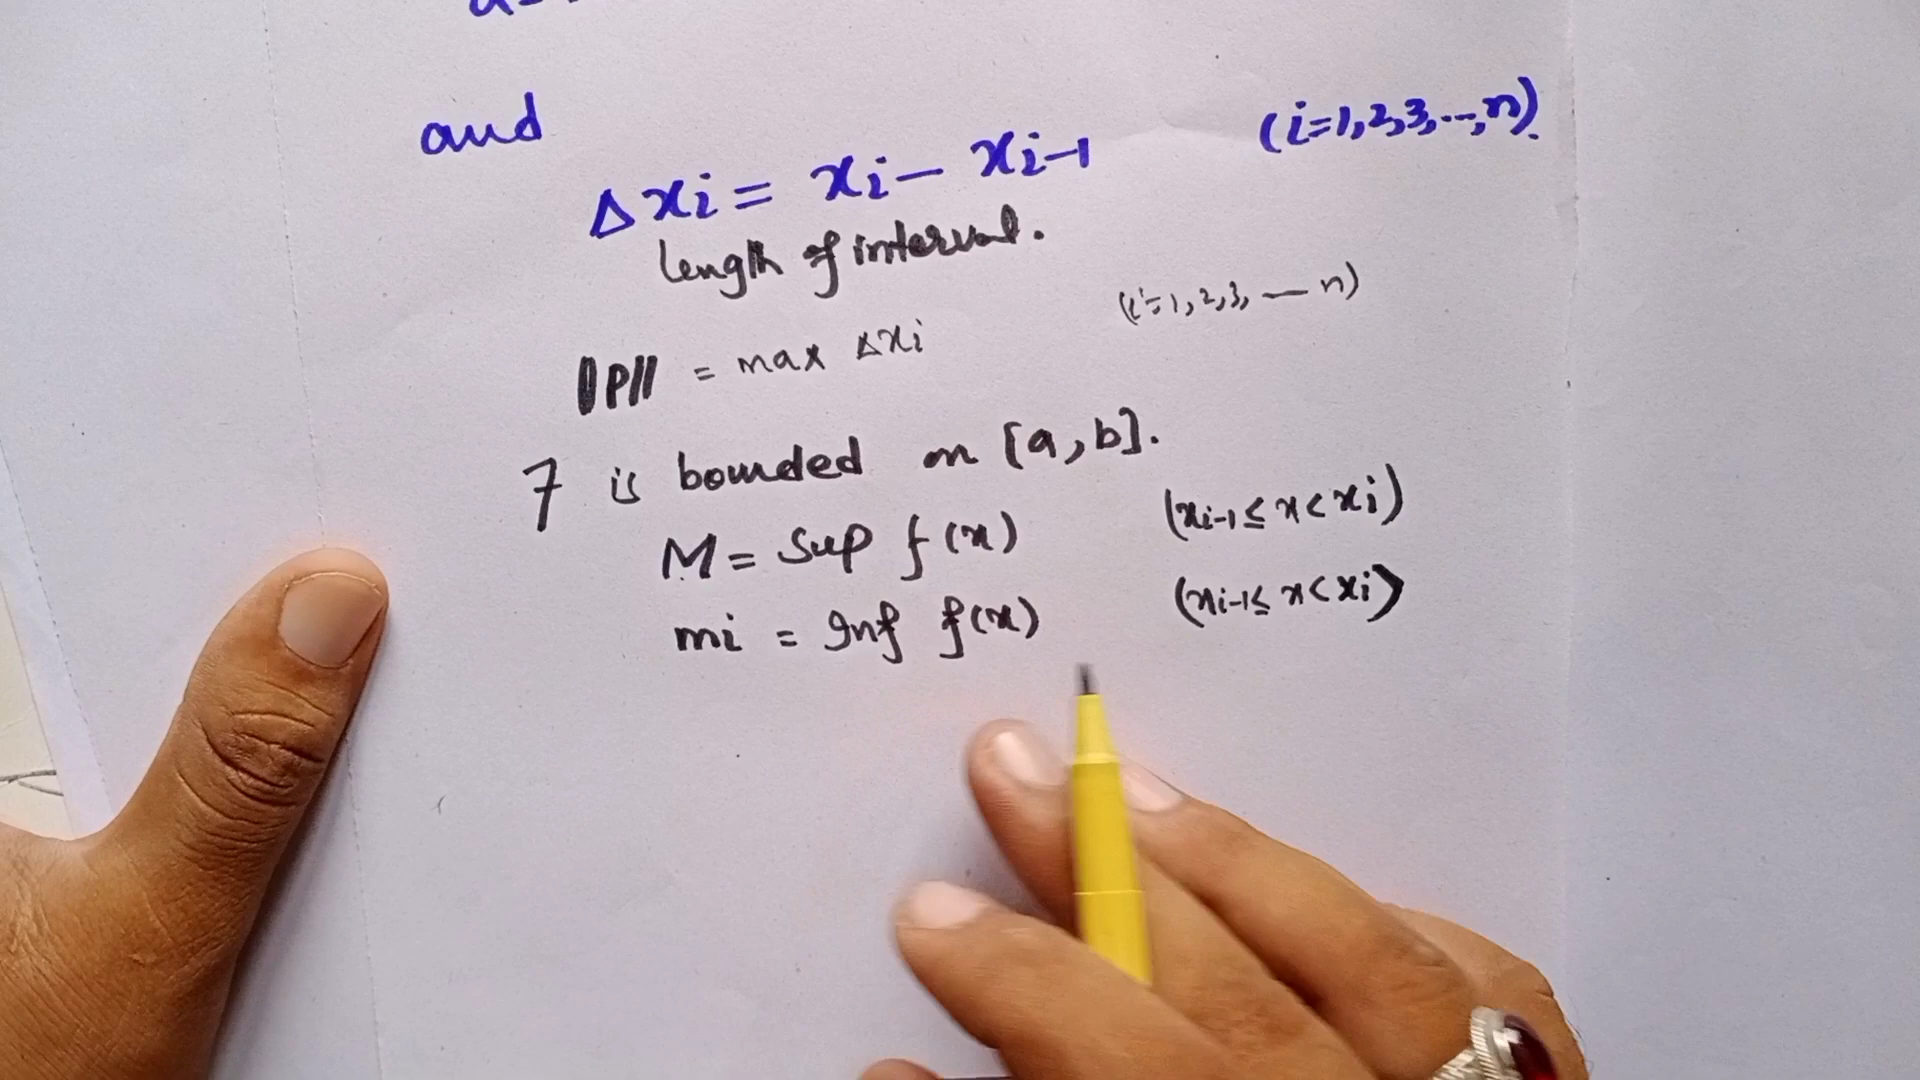 and
Δxi = xi - xi-1 (i=1,2,3,...,n).
length of interval.
||P|| = max Δxi (i=1,2,3, — n)
f is bounded on [a,b].
M = Sup f(x) (xi-1 ≤ x < xi)
mi = Inf f(x) (xi-1 ≤ x < xi)